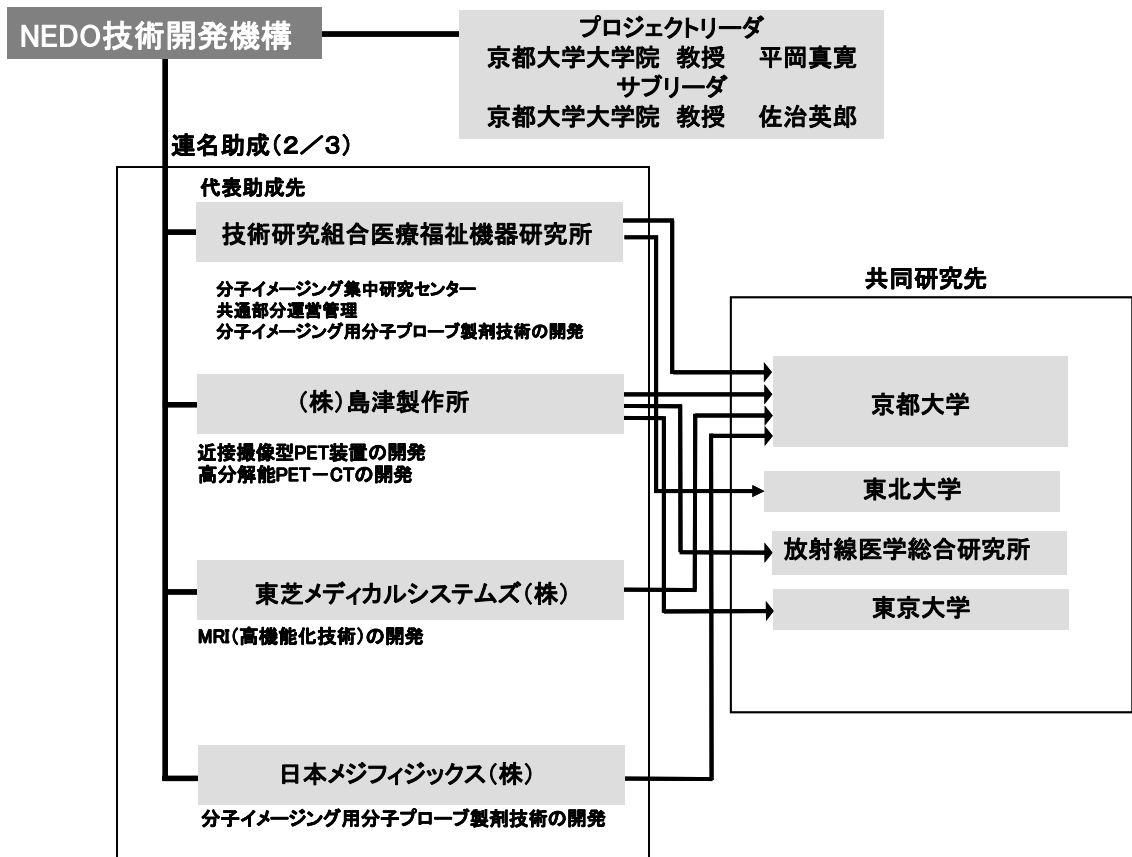 NEDO技術開発機構
プロジェクトリーダ
京都大学大学院 教授 平岡真寛
サブリーダ
京都大学大学院 教授 佐治英郎
連名助成(2/3)
代表助成先
技術研究組合医療福祉機器研究所
分子イメージング集中研究センター
共通部分運営管理
分子イメージング用分子プローブ製剤技術の開発
(株)島津製作所
近接撮像型PET装置の開発
高分解能PET-CTの開発
東芝メディカルシステムズ(株)
MRI(高機能化技術)の開発
日本メジフィジックス(株)
分子イメージング用分子プローブ製剤技術の開発
共同研究先
京都大学
東北大学
放射線医学総合研究所
東京大学